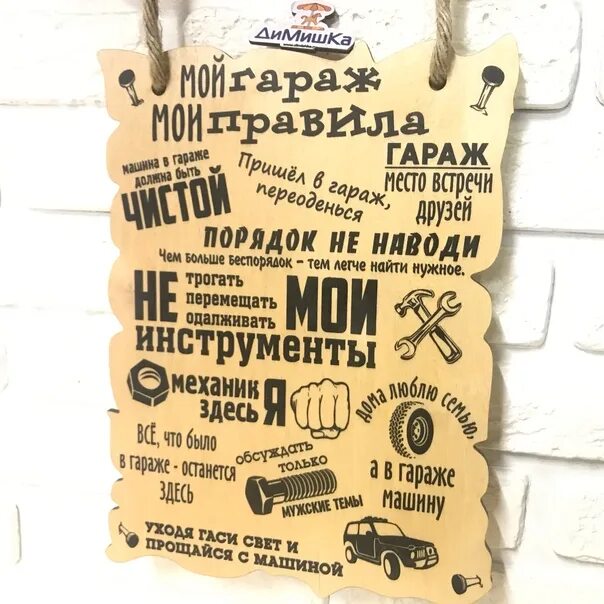 ДиМишка
мой гараж
мои правила
машина в гараже
должна быть
чистой
Пришёл в гараж,
переоденься
ГАРАЖ
место встречи
друзей
ПОРЯДОК НЕ НАВОДИ
Чем больше беспорядок - тем легче найти нужное.
НЕ трогать
перемещать
одалживать МОИ
инструменты
механик
здесь Я
дома люблю семью,
а в гараже
машину
ВСЁ, что было
в гараже - останется
ЗДЕСЬ
обсуждать
только
мужские темы
УХОДЯ ГАСИ СВЕТ И
ПРОЩАЙСЯ С МАШИНОЙ